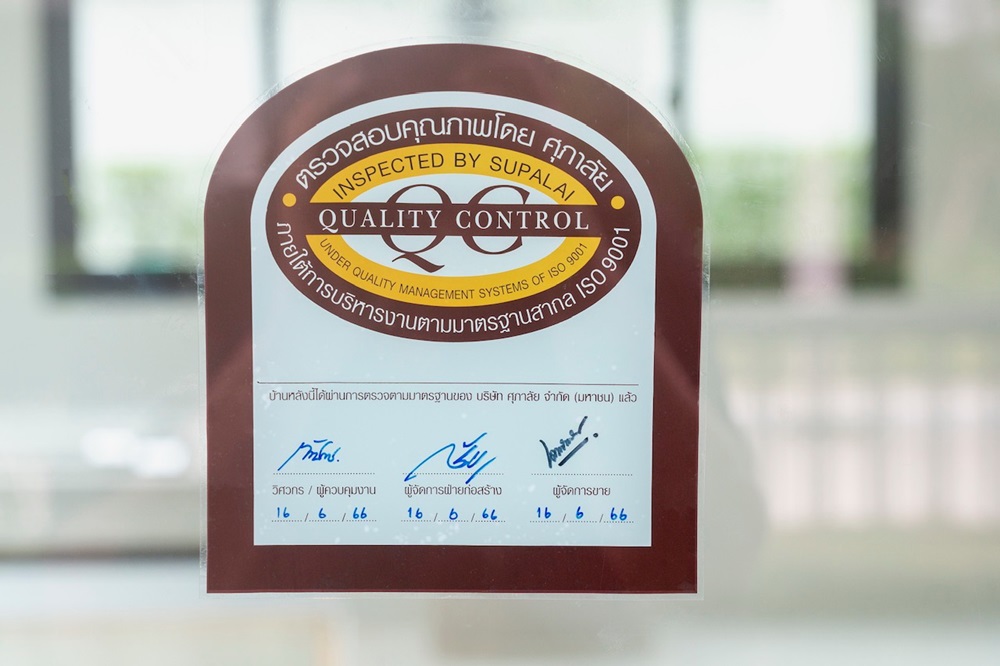 ตรวจสอบคุณภาพโดย ศุภาลัย
INSPECTED BY SUPALAI
QC
QUALITY CONTROL
UNDER QUALITY MANAGEMENT SYSTEMS OF ISO 9001
ภายใต้การบริหารงานตามมาตรฐานสากล ISO 9001
บ้านหลังนี้ได้ผ่านการตรวจตามมาตรฐานของ บริษัท ศุภาลัย จำกัด (มหาชน) แล้ว
วิศวกร / ผู้ควบคุมงาน ผู้จัดการฝ่ายก่อสร้าง ผู้จัดการขาย
16 / 6 / 66 16 / 6 / 66 16 / 6 / 66